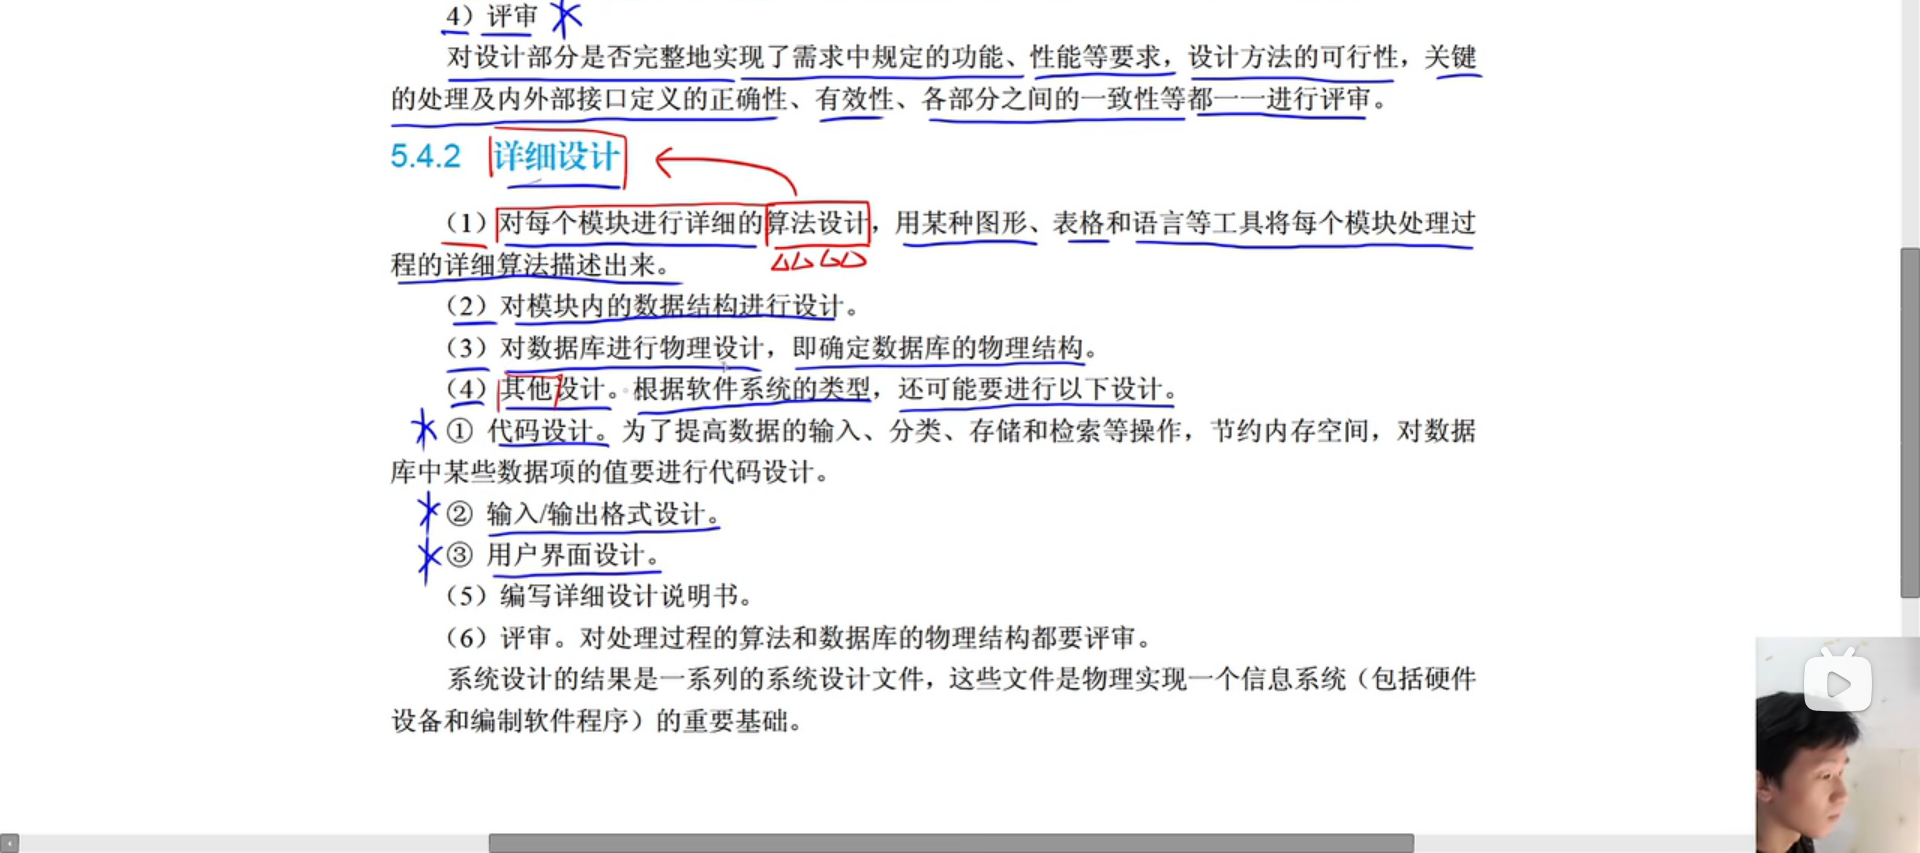 4）评审
对设计部分是否完整地实现了需求中规定的功能、性能等要求，设计方法的可行性，关键
的处理及内外部接口定义的正确性、有效性、各部分之间的一致性等都一一进行评审。
5.4.2 详细设计
（1）对每个模块进行详细的算法设计，用某种图形、表格和语言等工具将每个模块处理过
程的详细算法描述出来。
（2）对模块内的数据结构进行设计。
（3）对数据库进行物理设计，即确定数据库的物理结构。
（4）其他设计。根据软件系统的类型，还可能要进行以下设计。
① 代码设计。为了提高数据的输入、分类、存储和检索等操作，节约内存空间，对数据
库中某些数据项的值要进行代码设计。
② 输入/输出格式设计。
③ 用户界面设计。
（5）编写详细设计说明书。
（6）评审。对处理过程的算法和数据库的物理结构都要评审。
系统设计的结果是一系列的系统设计文件，这些文件是物理实现一个信息系统（包括硬件
设备和编制软件程序）的重要基础。